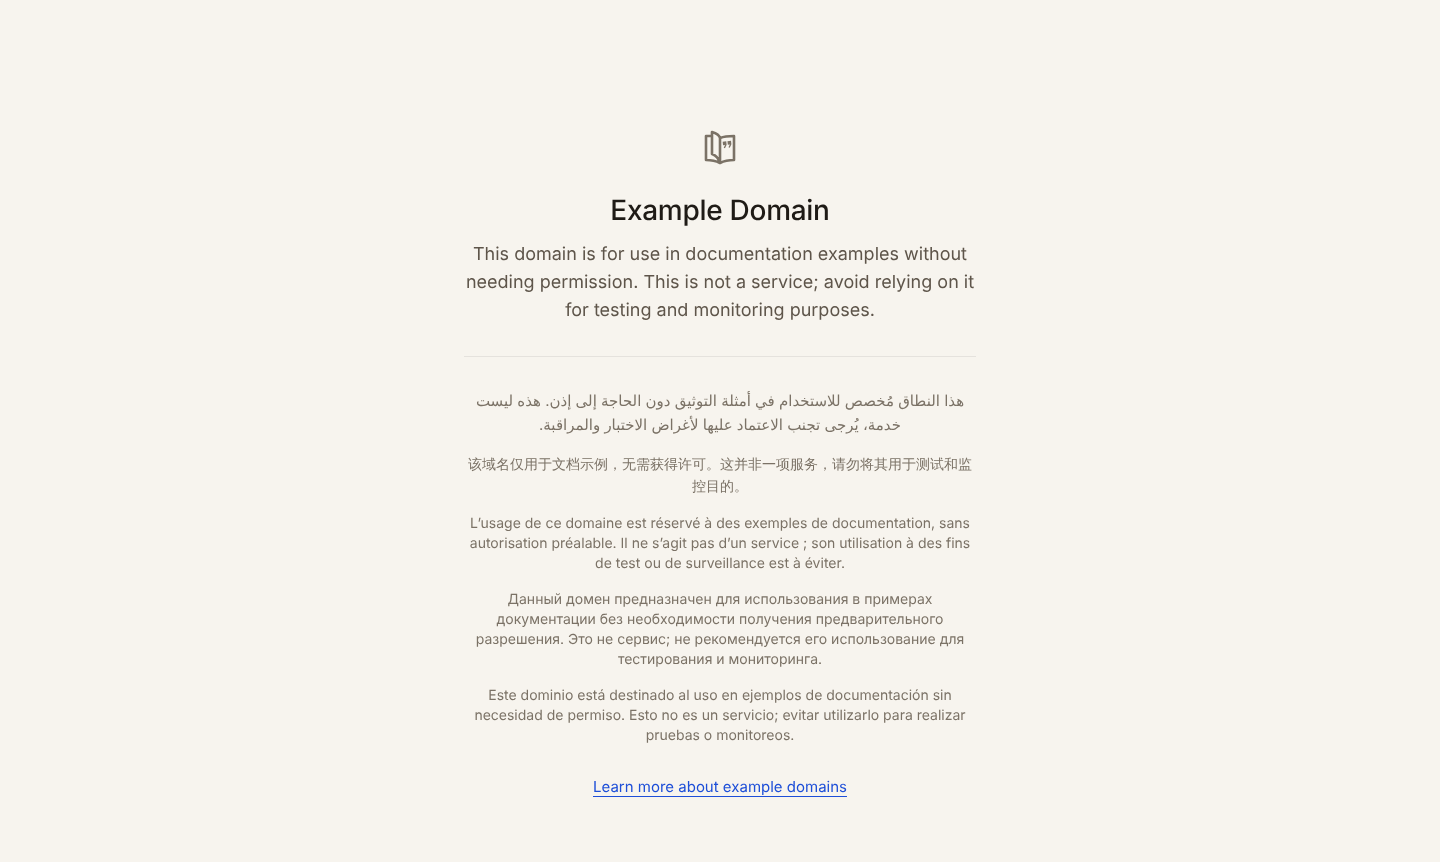 Example Domain
This domain is for use in documentation examples without
needing permission. This is not a service; avoid relying on it
for testing and monitoring purposes.
هذا النطاق مُخصص للاستخدام في أمثلة التوثيق دون الحاجة إلى إذن. هذه ليست
خدمة، يُرجى تجنب الاعتماد عليها لأغراض الاختبار والمراقبة.
该域名仅用于文档示例，无需获得许可。这并非一项服务，请勿将其用于测试和监
控目的。
L’usage de ce domaine est réservé à des exemples de documentation, sans
autorisation préalable. Il ne s’agit pas d’un service ; son utilisation à des fins
de test ou de surveillance est à éviter.
Данный домен предназначен для использования в примерах
документации без необходимости получения предварительного
разрешения. Это не сервис; не рекомендуется его использование для
тестирования и мониторинга.
Este dominio está destinado al uso en ejemplos de documentación sin
necesidad de permiso. Esto no es un servicio; evitar utilizarlo para realizar
pruebas o monitoreos.
Learn more about example domains